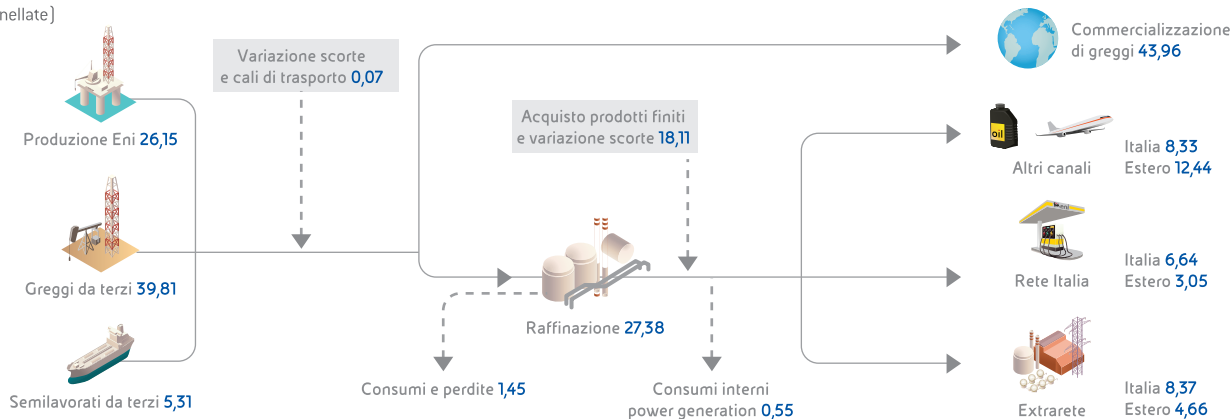 nellate)
Variazione scorte
e cali di trasporto 0,07
Commercializzazione
di greggi 43,96
Produzione Eni 26,15
Acquisto prodotti finiti
e variazione scorte 18,11
oil
Altri canali
Italia 8,33
Estero 12,44
Greggi da terzi 39,81
Rete Italia
Italia 6,64
Estero 3,05
Raffinazione 27,38
Semilavorati da terzi 5,31
Consumi e perdite 1,45
Consumi interni
power generation 0,55
Extrarete
Italia 8,37
Estero 4,66